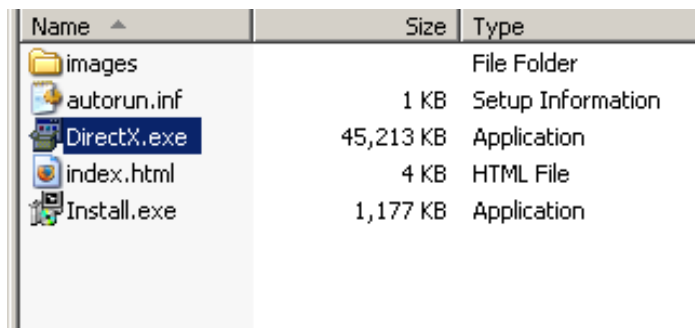 Name Size Type
images File Folder
autorun.inf 1 KB Setup Information
DirectX.exe 45,213 KB Application
index.html 4 KB HTML File
Install.exe 1,177 KB Application